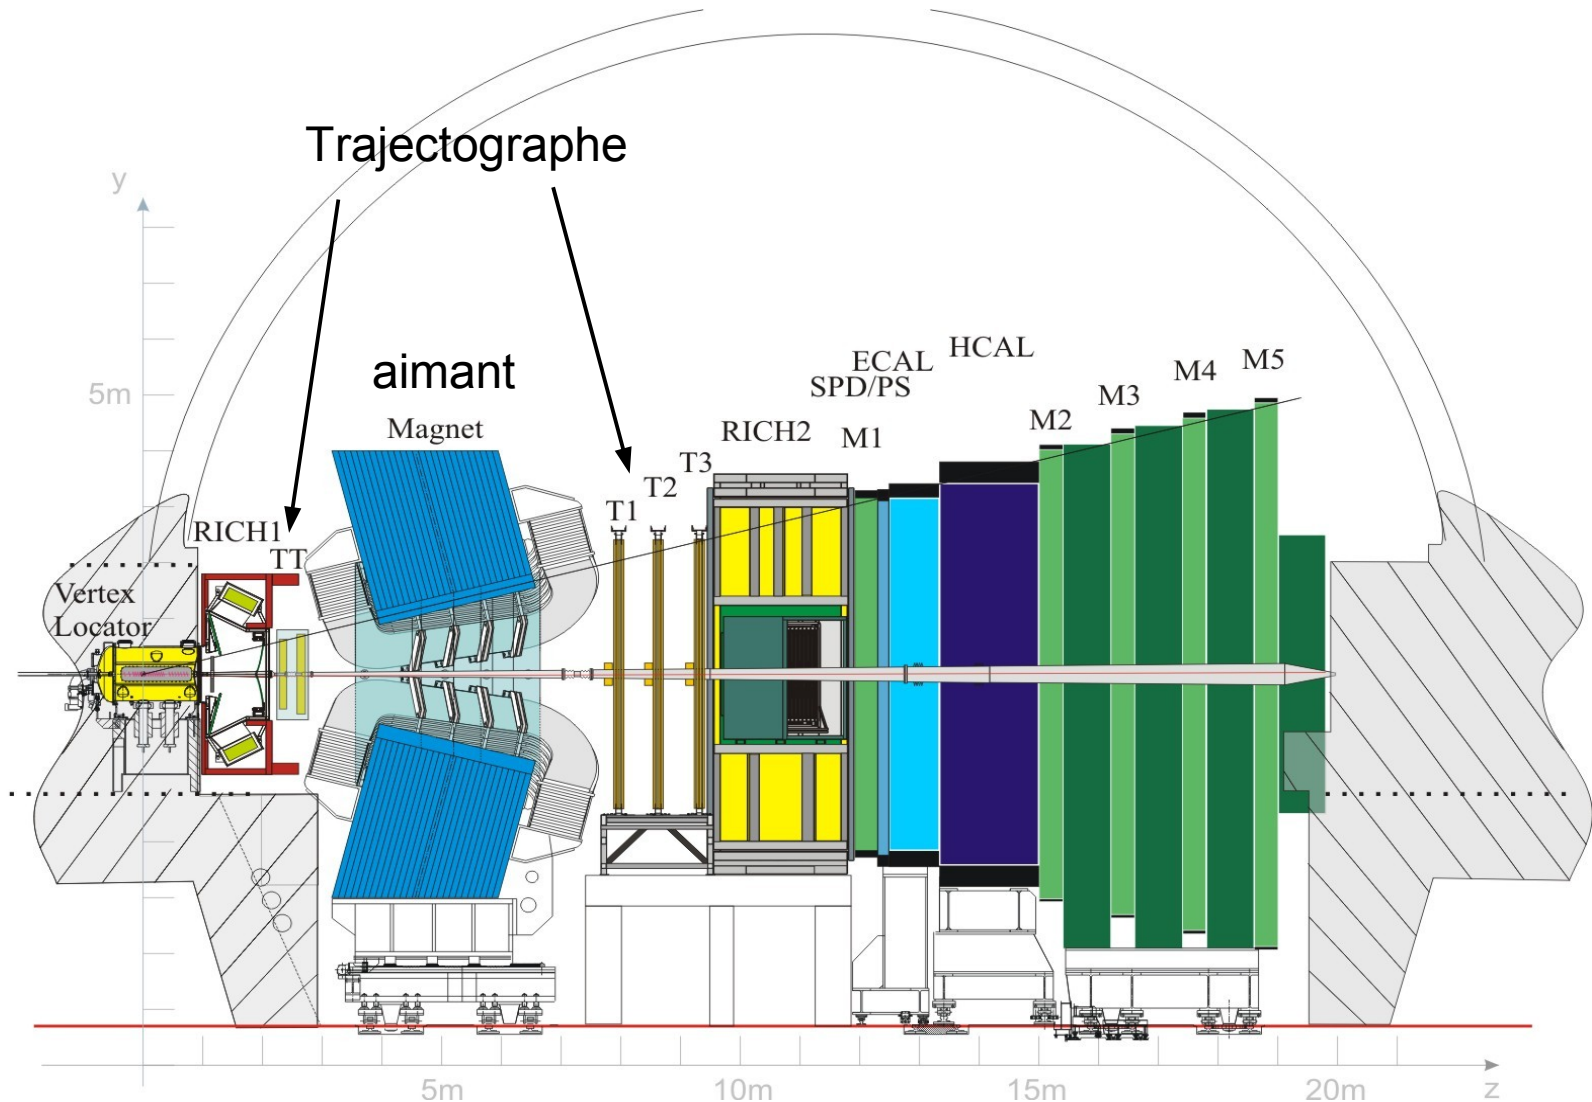 Trajectographe
y
5m
aimant
Magnet
HCAL
ECAL
SPD/PS
M5
M4
M3
M2
M1
RICH2
T3
T2
T1
RICH1
TT
Vertex
Locator
5m
10m
15m
20m
z